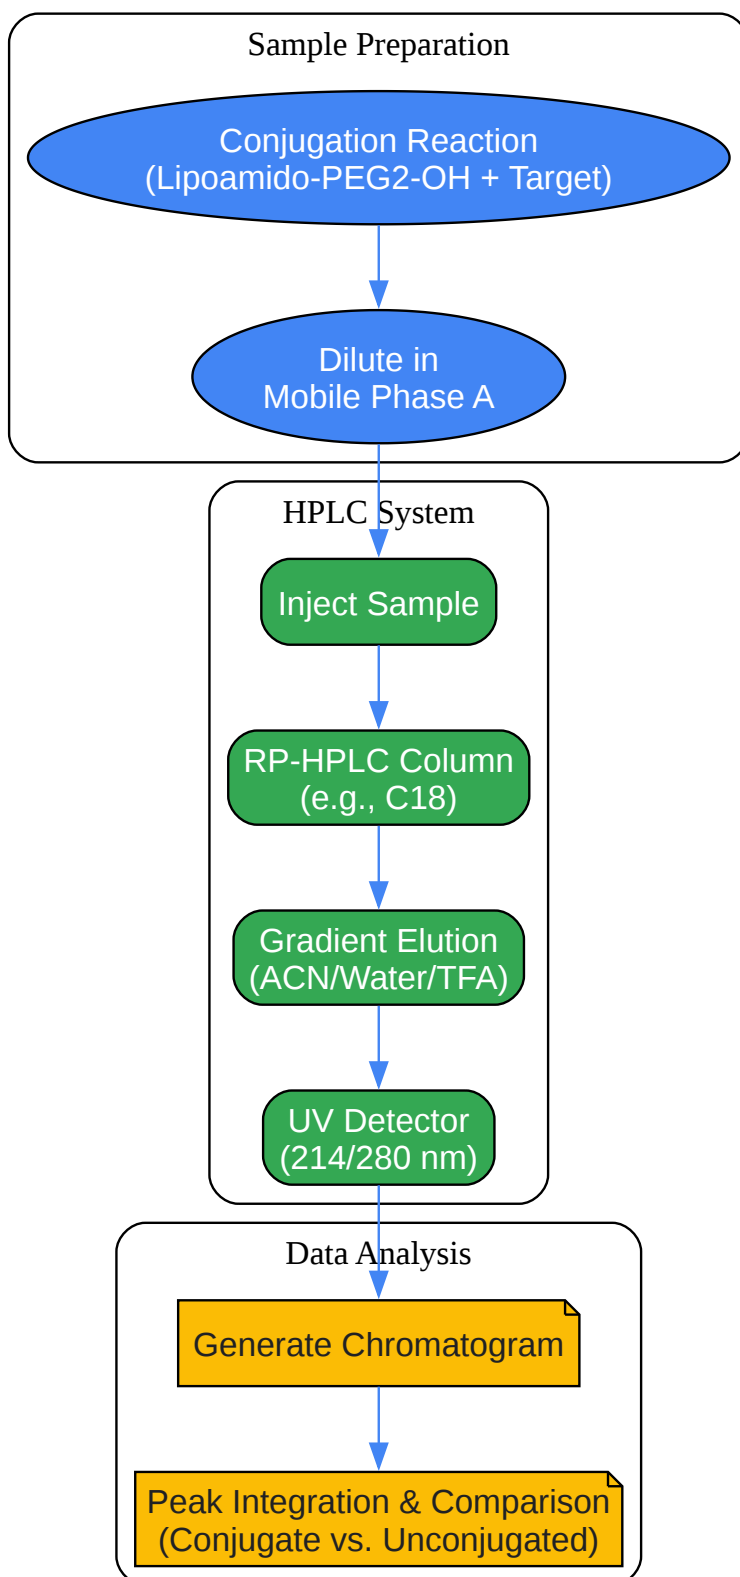 Sample Preparation
Conjugation Reaction
(Lipoamido-PEG2-OH + Target)
Dilute in
Mobile Phase A
HPLC System
Inject Sample
RP-HPLC Column
(e.g., C18)
Gradient Elution
(ACN/Water/TFA)
UV Detector
(214/280 nm)
Data Analysis
Generate Chromatogram
Peak Integration & Comparison
(Conjugate vs. Unconjugated)